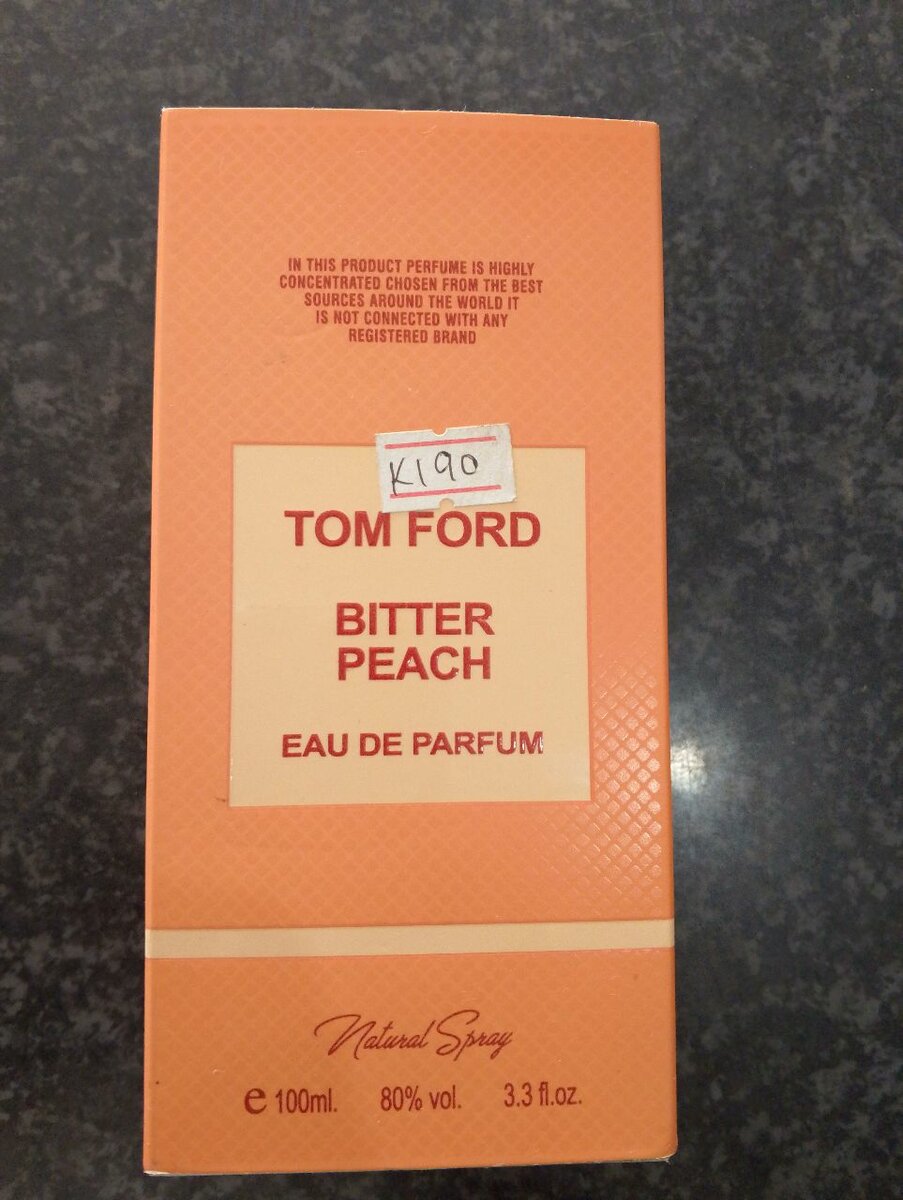 IN THIS PRODUCT PERFUME IS HIGHLY
CONCENTRATED CHOSEN FROM THE BEST
SOURCES AROUND THE WORLD IT
IS NOT CONNECTED WITH ANY
REGISTERED BRAND
K190
TOM FORD
BITTER
PEACH
EAU DE PARFUM
Natural Spray
e 100ml. 80% vol. 3.3 fl.oz.